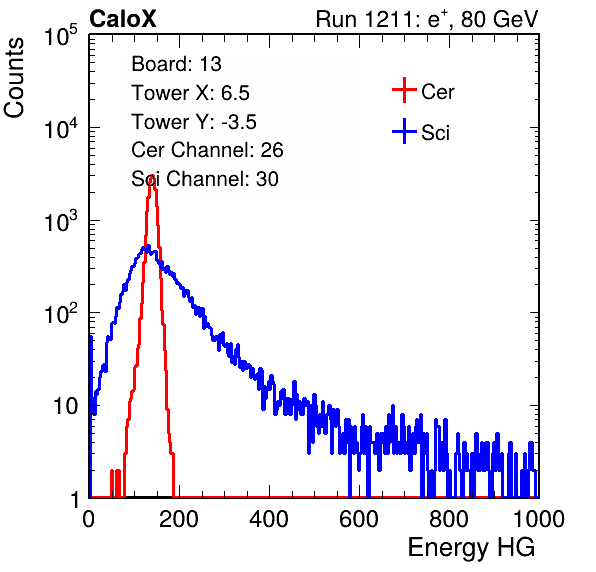 CaloX Run 1211: e⁺, 80 GeV
Counts
Board: 13
Tower X: 6.5
Tower Y: -3.5
Cer Channel: 26
Sci Channel: 30
Cer
Sci
10⁵
10⁴
10³
10²
10
1
0 200 400 600 800 1000
Energy HG